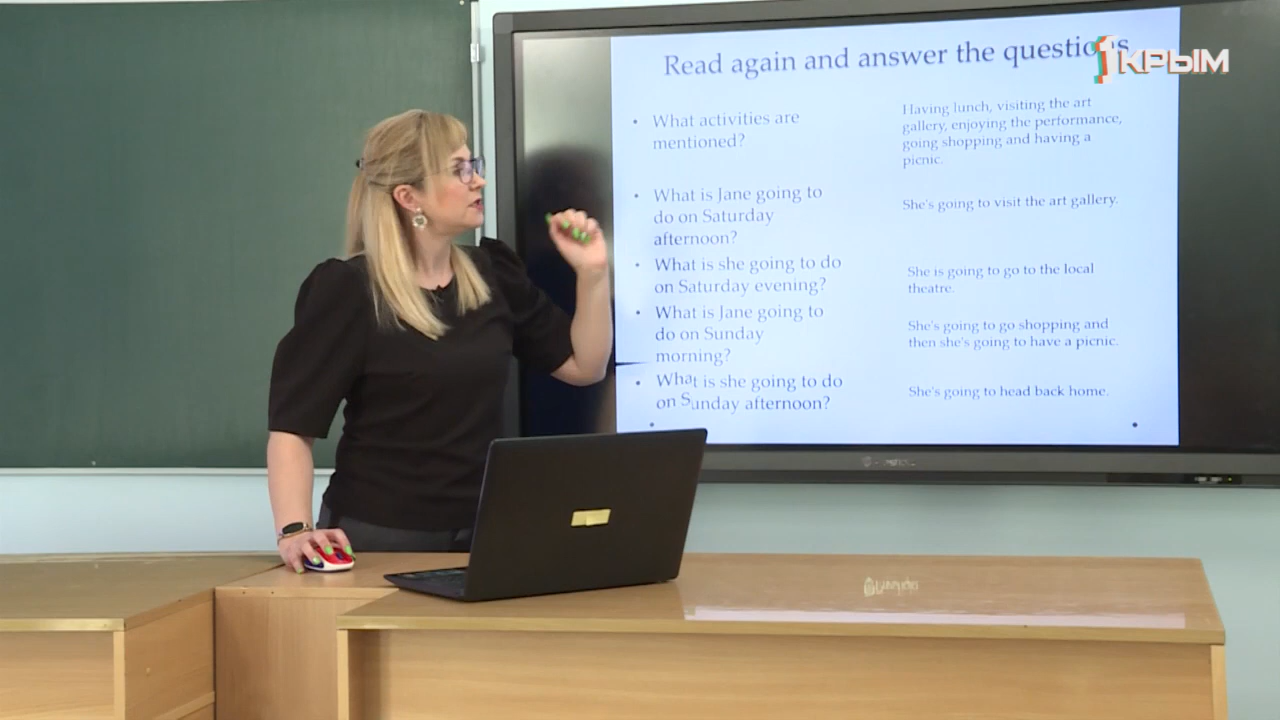 Read again and answer the questions
1 КРЫМ
• What activities are
mentioned?
Having lunch, visiting the art
gallery, enjoying the performance,
going shopping and having a
picnic.
• What is Jane going to
do on Saturday
afternoon?
She's going to visit the art gallery.
• What is she going to do
on Saturday evening?
She is going to go to the local
theatre.
• What is Jane going to
do on Sunday
morning?
She's going to go shopping and
then she's going to have a picnic.
• What is she going to do
on Sunday afternoon?
She's going to head back home.